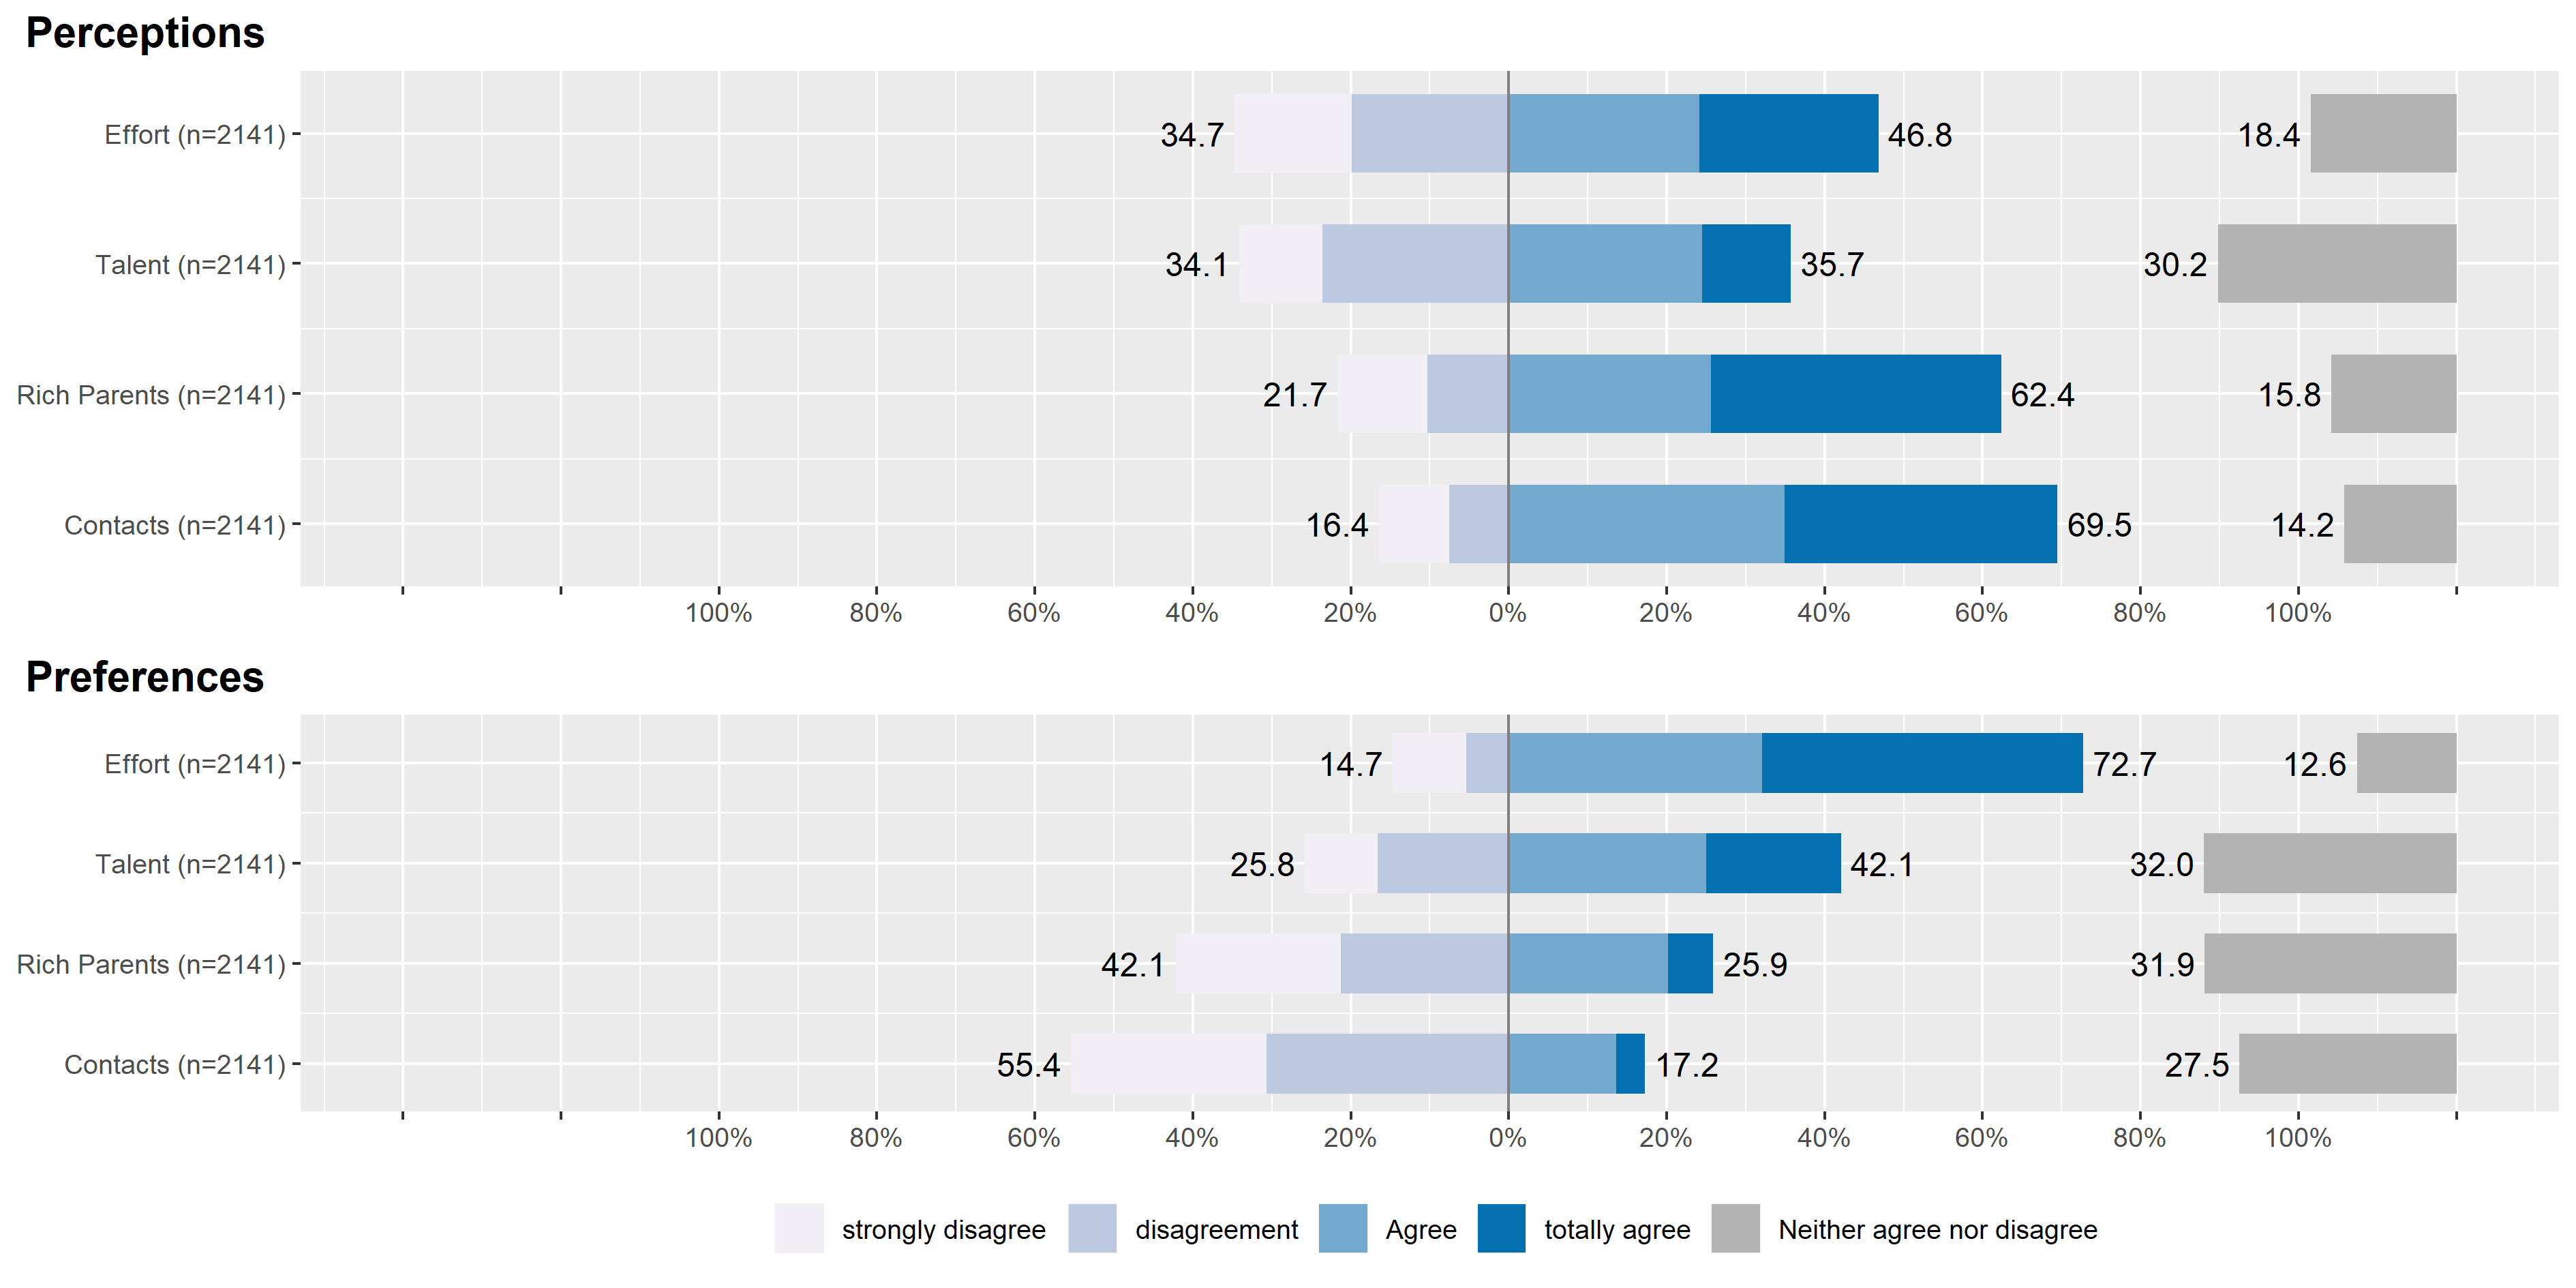 Perceptions
Effort (n=2141) 34.7 46.8 18.4
Talent (n=2141) 34.1 35.7 30.2
Rich Parents (n=2141) 21.7 62.4 15.8
Contacts (n=2141) 16.4 69.5 14.2
100% 80% 60% 40% 20% 0% 20% 40% 60% 80% 100%
Preferences
Effort (n=2141) 14.7 72.7 12.6
Talent (n=2141) 25.8 42.1 32.0
Rich Parents (n=2141) 42.1 25.9 31.9
Contacts (n=2141) 55.4 17.2 27.5
100% 80% 60% 40% 20% 0% 20% 40% 60% 80% 100%
strongly disagree disagreement Agree totally agree Neither agree nor disagree